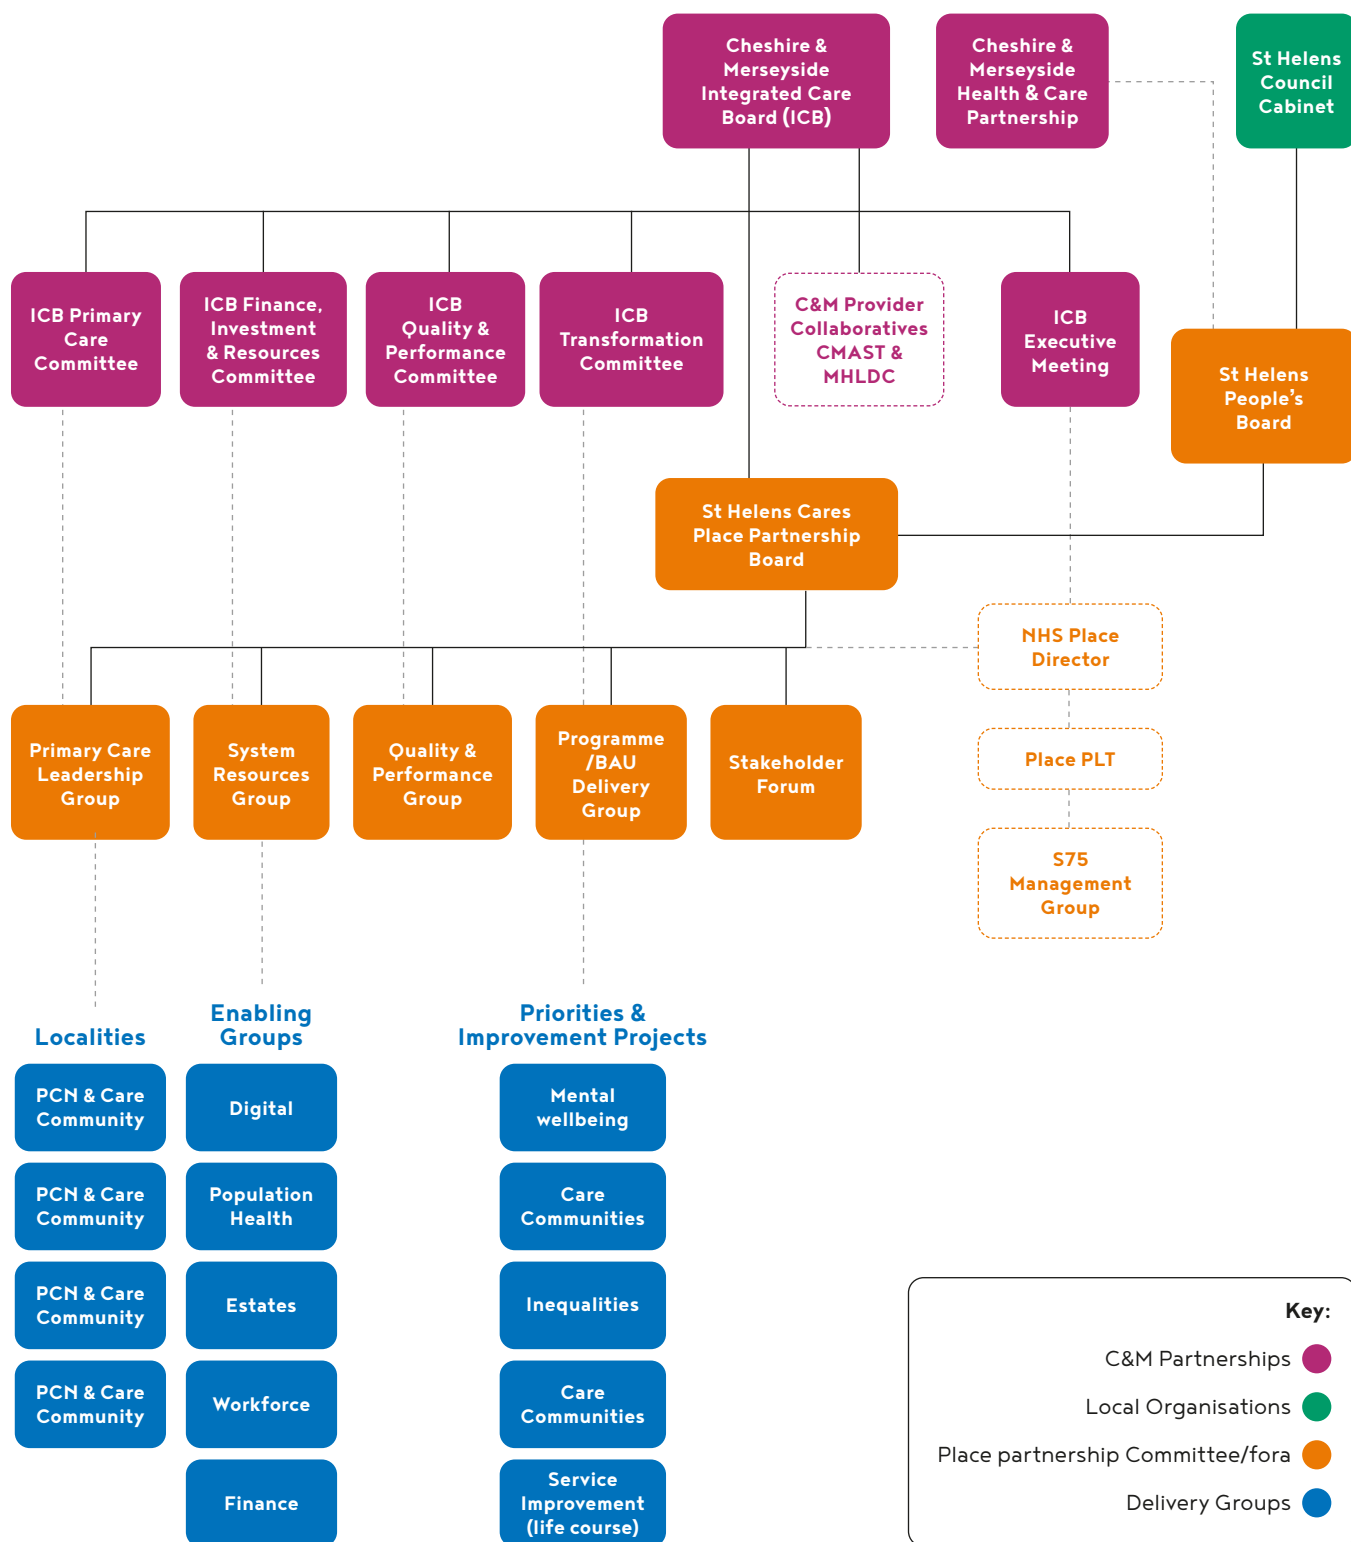 Cheshire &
Merseyside
Integrated Care
Board (ICB)
Cheshire &
Merseyside
Health & Care
Partnership
St Helens
Council
Cabinet
ICB Primary
Care
Committee
ICB Finance,
Investment
& Resources
Committee
ICB
Quality &
Performance
Committee
ICB
Transformation
Committee
C&M Provider
Collaboratives
CMAST &
MHLDC
ICB
Executive
Meeting
St Helens
People’s
Board
St Helens Cares
Place Partnership
Board
NHS Place
Director
Primary Care
Leadership
Group
System
Resources
Group
Quality &
Performance
Group
Programme
/BAU
Delivery
Group
Stakeholder
Forum
Place PLT
S75
Management
Group
Localities
PCN & Care
Community
PCN & Care
Community
PCN & Care
Community
PCN & Care
Community
Enabling
Groups
Digital
Population
Health
Estates
Workforce
Finance
Priorities &
Improvement Projects
Mental
wellbeing
Care
Communities
Inequalities
Care
Communities
Service
Improvement
(life course)
Key:
C&M Partnerships
Local Organisations
Place partnership Committee/fora
Delivery Groups